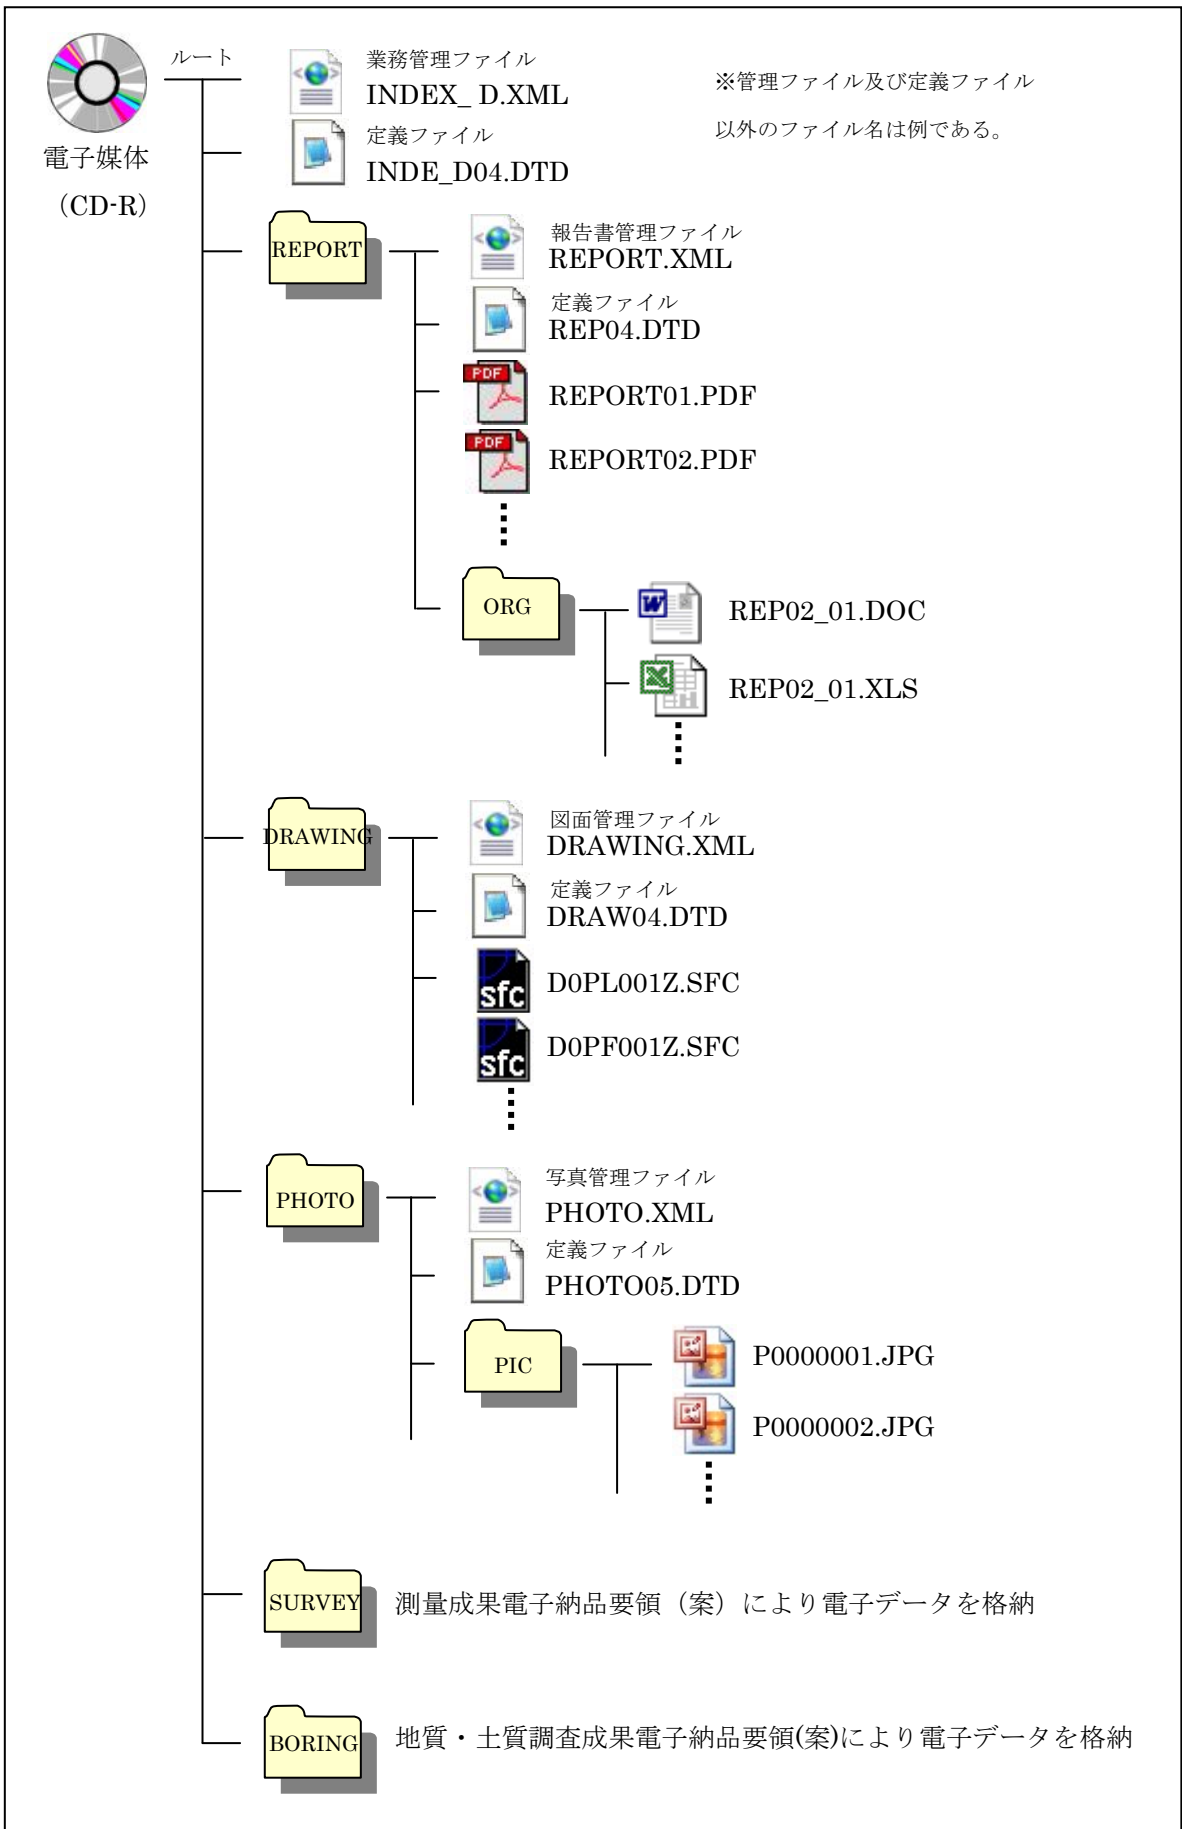 ルート
業務管理ファイル
INDEX_ D.XML
※管理ファイル及び定義ファイル
以外のファイル名は例である。
定義ファイル
INDE_D04.DTD
電子媒体
（CD-R）
REPORT
報告書管理ファイル
REPORT.XML
定義ファイル
REP04.DTD
PDF
REPORT01.PDF
PDF
REPORT02.PDF
ORG
W
REP02_01.DOC
REP02_01.XLS
DRAWING
図面管理ファイル
DRAWING.XML
定義ファイル
DRAW04.DTD
sfc
D0PL001Z.SFC
sfc
D0PF001Z.SFC
PHOTO
写真管理ファイル
PHOTO.XML
定義ファイル
PHOTO05.DTD
PIC
P0000001.JPG
P0000002.JPG
SURVEY
測量成果電子納品要領（案）により電子データを格納
BORING
地質・土質調査成果電子納品要領(案)により電子データを格納